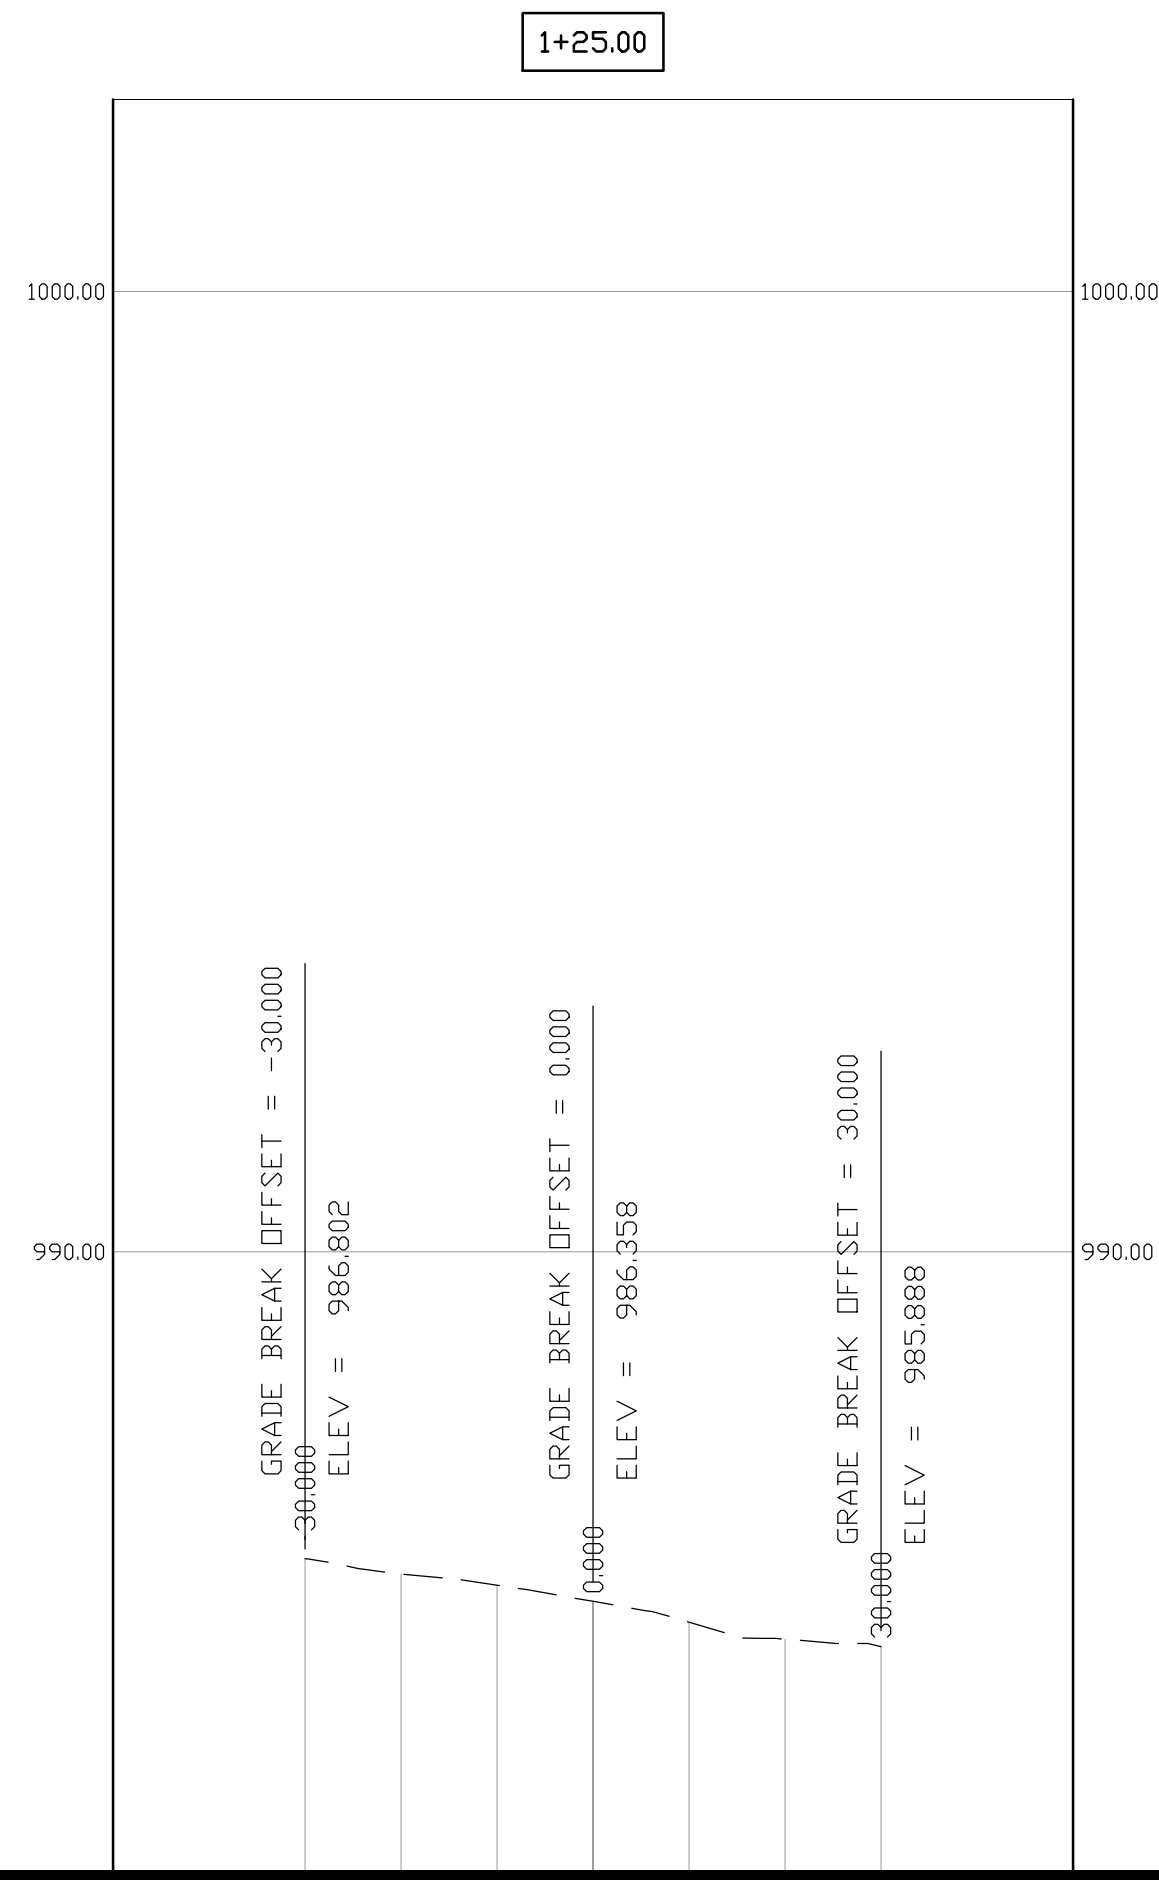 1+25.00
1000.00
1000.00
GRADE BREAK OFFSET = -30.000
ELEV = 986.802
-30.000
GRADE BREAK OFFSET = 0.000
ELEV = 986.358
0.000
GRADE BREAK OFFSET = 30.000
ELEV = 985.888
30.000
990.00
990.00